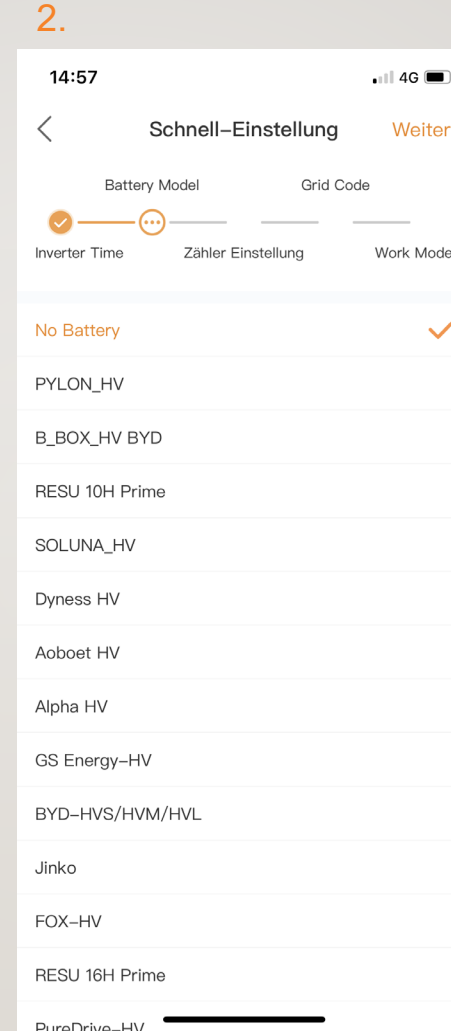 2.
14:57 4G
Schnell-Einstellung Weiter
Battery Model Grid Code
Inverter Time Zähler Einstellung Work Mode
No Battery
PYLON_HV
B_BOX_HV BYD
RESU 10H Prime
SOLUNA_HV
Dyness HV
Aoboet HV
Alpha HV
GS Energy-HV
BYD-HVS/HVM/HVL
Jinko
FOX-HV
RESU 16H Prime
PureDrive-HV